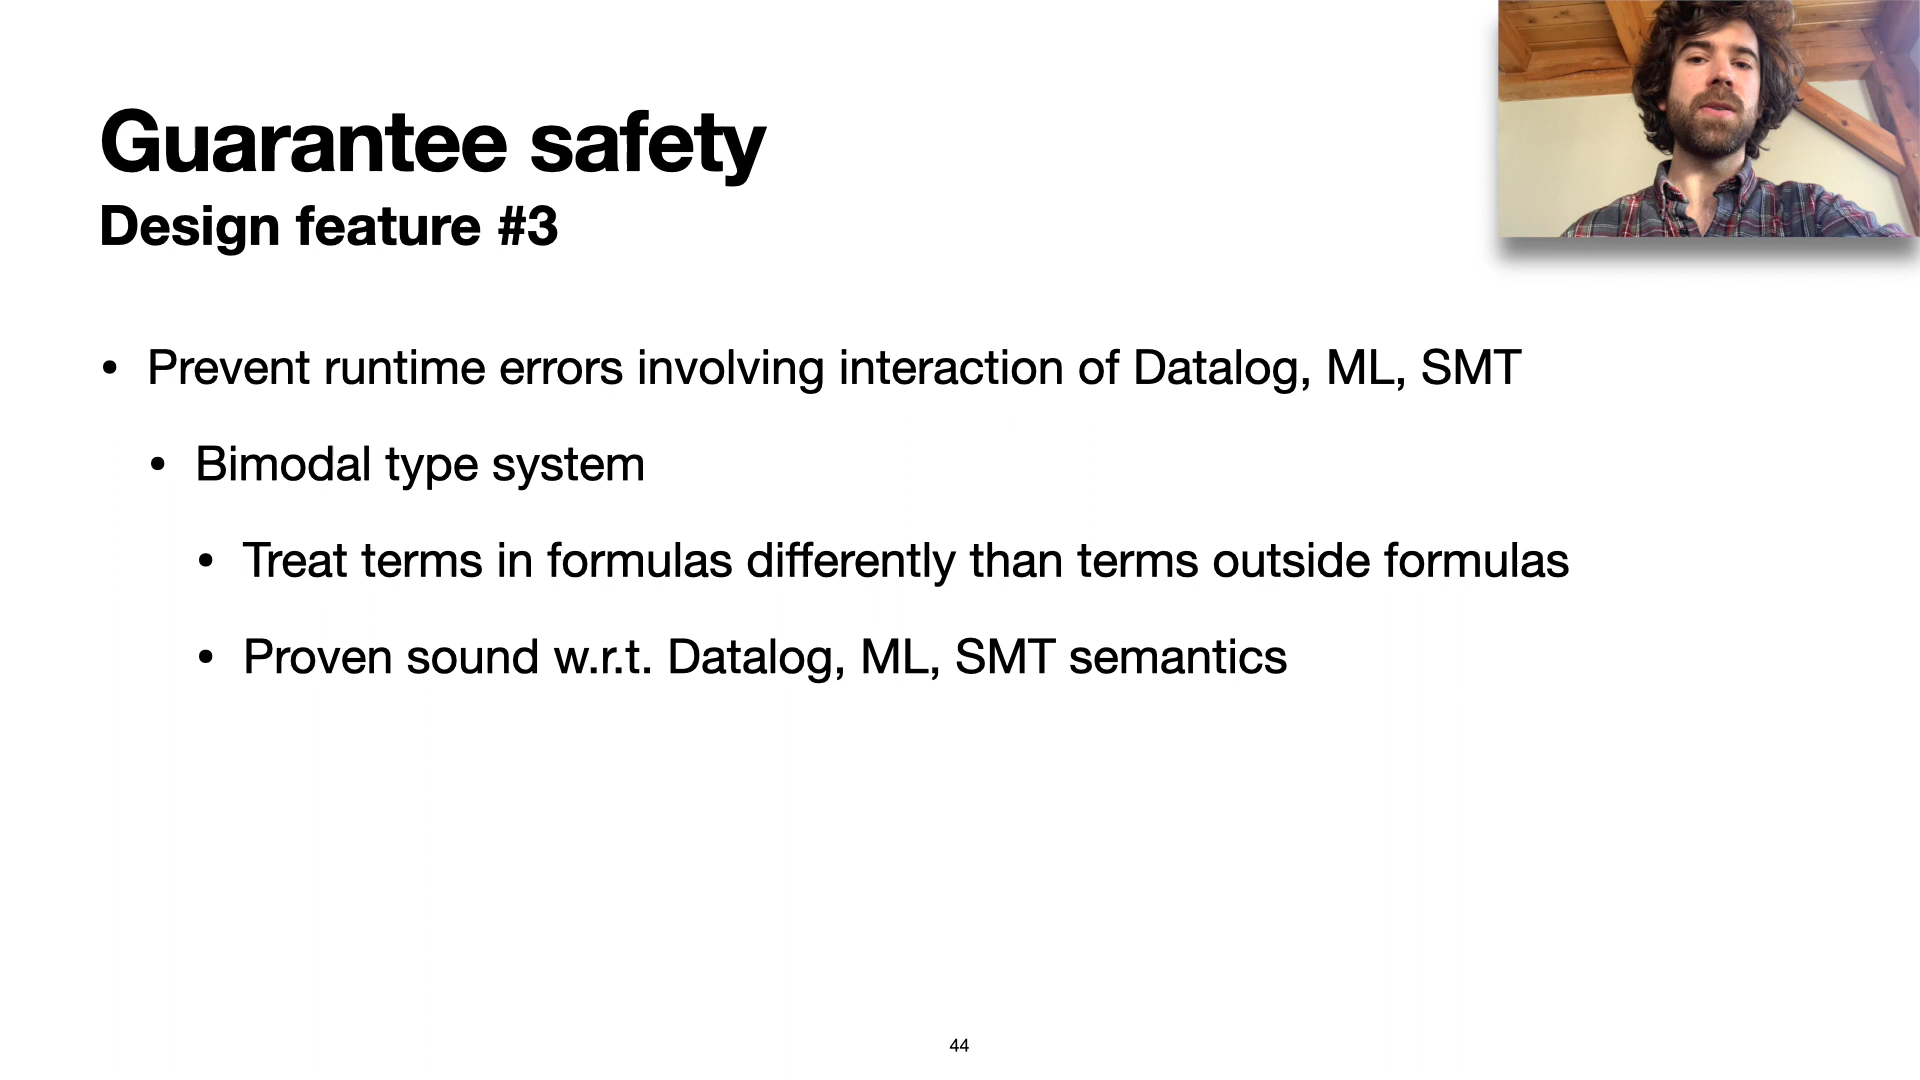 Guarantee safety
Design feature #3
• Prevent runtime errors involving interaction of Datalog, ML, SMT
• Bimodal type system
• Treat terms in formulas differently than terms outside formulas
• Proven sound w.r.t. Datalog, ML, SMT semantics
44